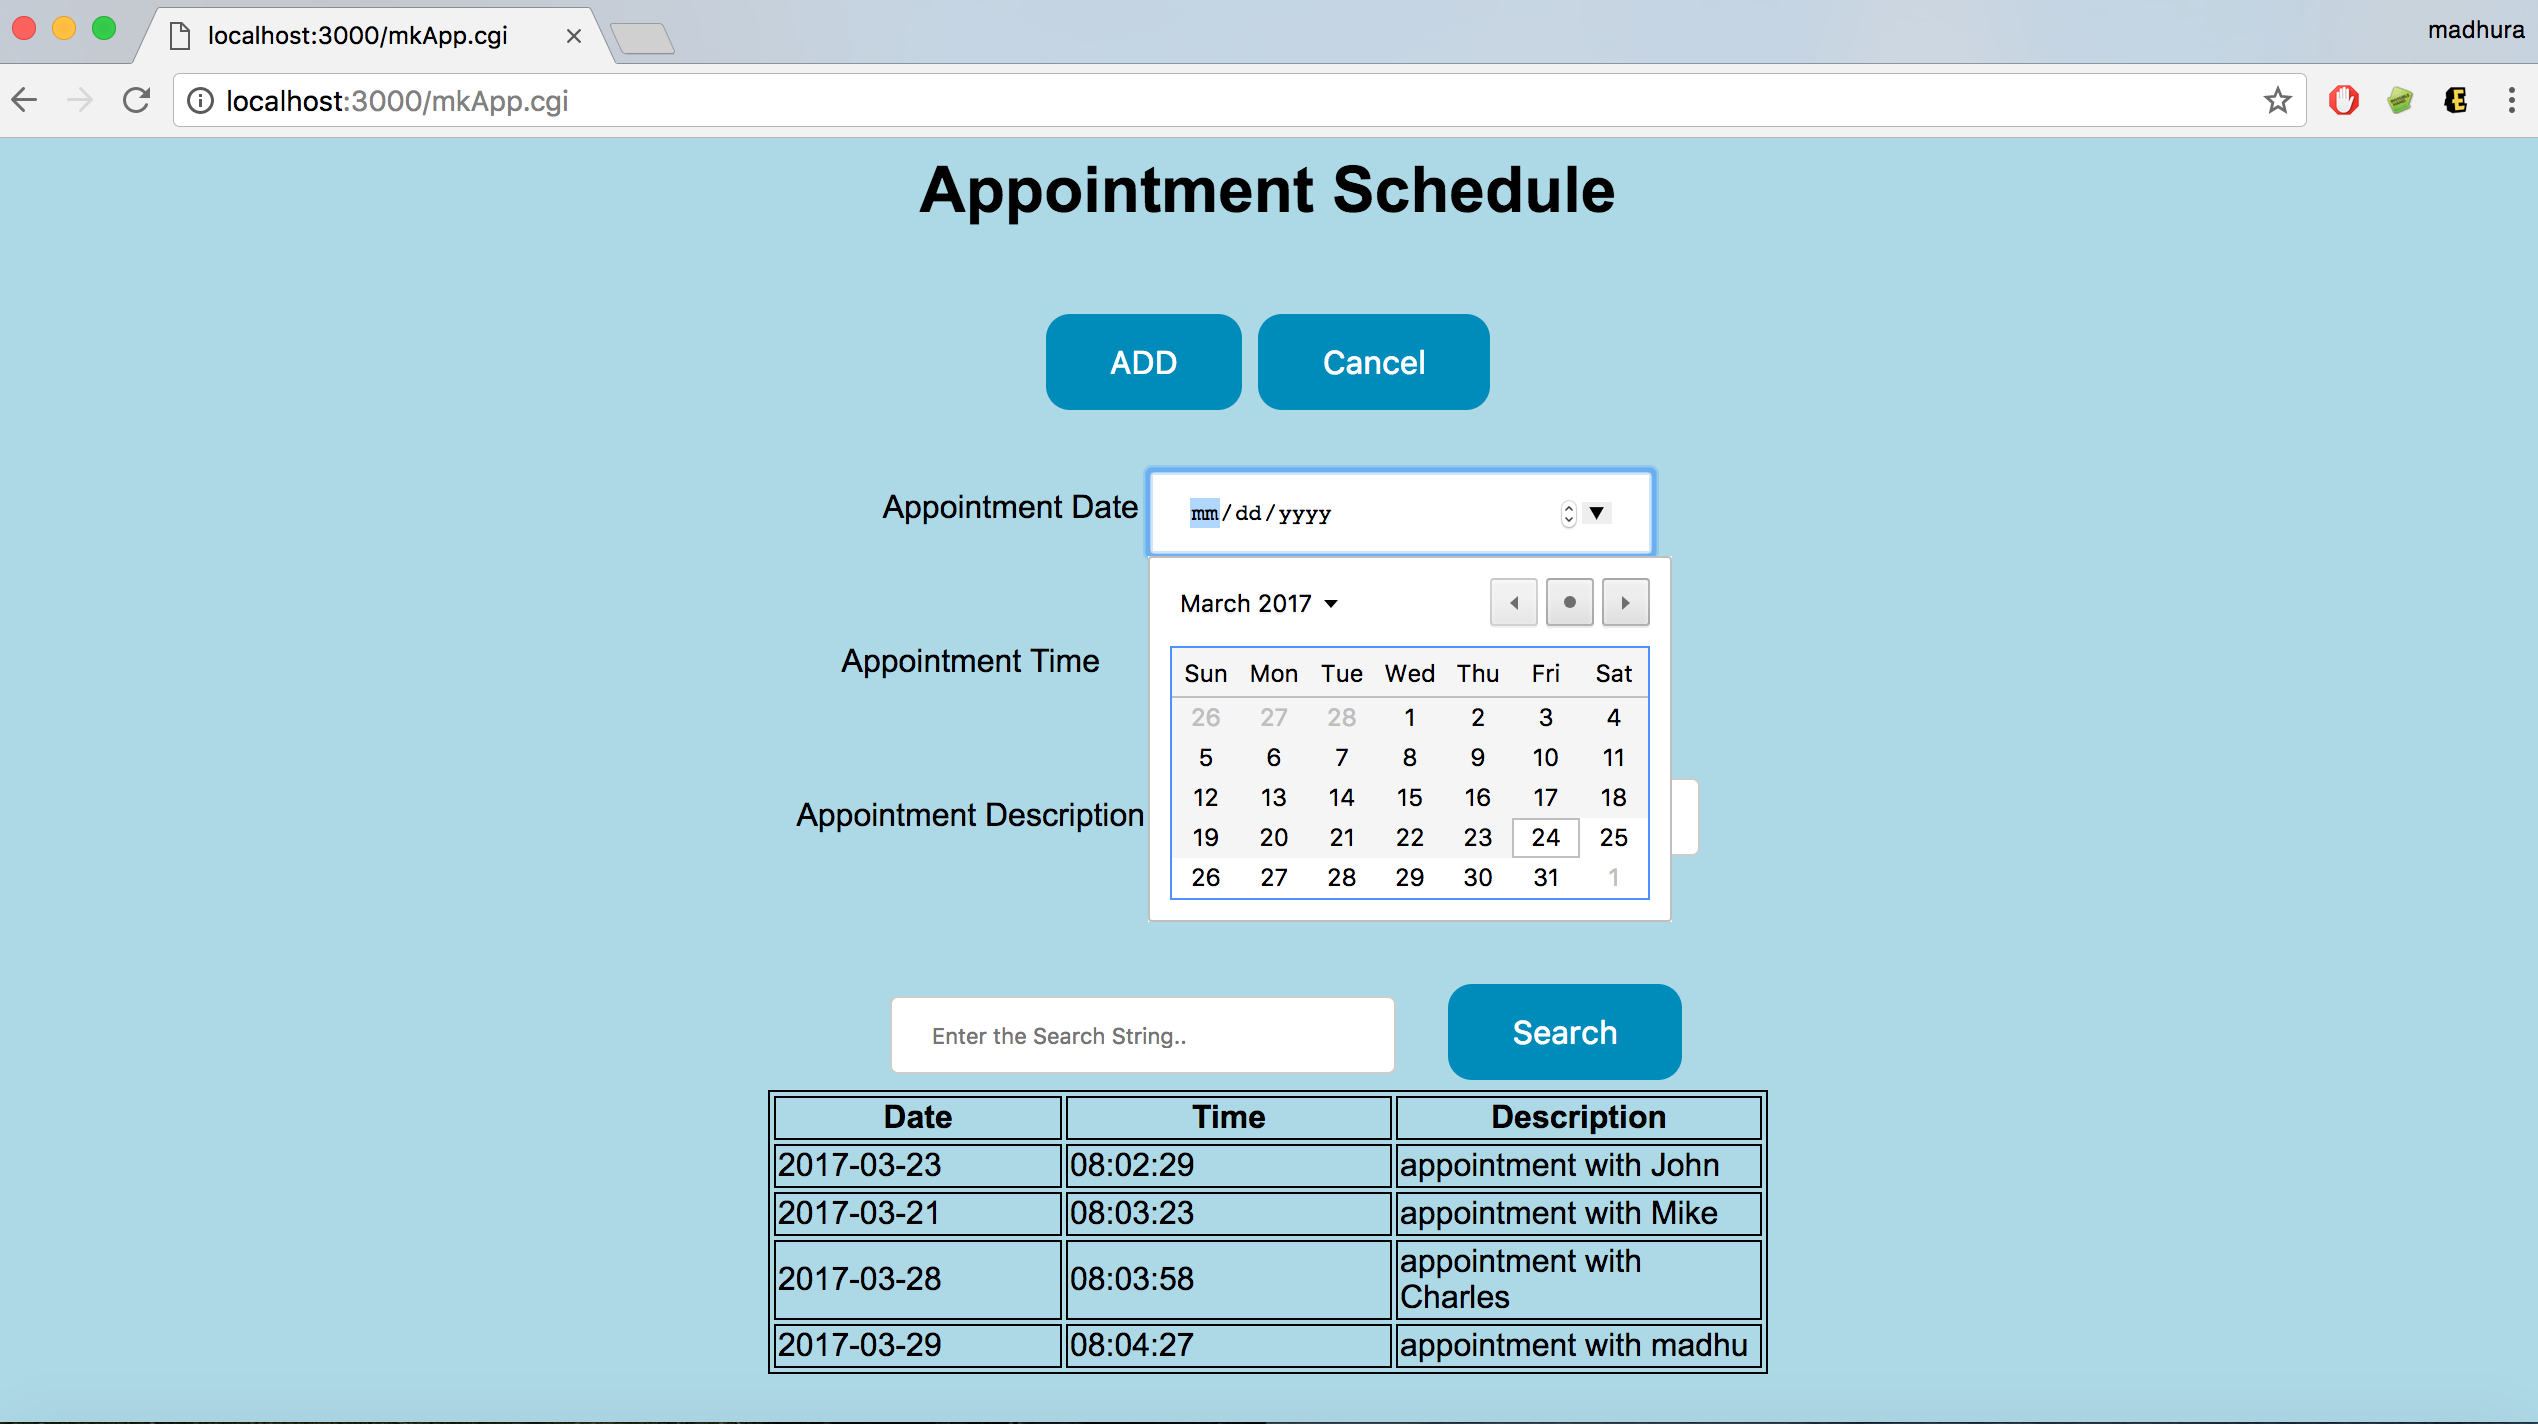 localhost:3000/mkApp.cgi
madhura
localhost:3000/mkApp.cgi
Appointment Schedule
ADD Cancel
Appointment Date mm/dd/yyyy
March 2017
Appointment Time
Sun Mon Tue Wed Thu Fri Sat
26 27 28 1 2 3 4
5 6 7 8 9 10 11
12 13 14 15 16 17 18
Appointment Description
19 20 21 22 23 24 25
26 27 28 29 30 31 1
Enter the Search String.. Search
Date Time Description
2017-03-23 08:02:29 appointment with John
2017-03-21 08:03:23 appointment with Mike
2017-03-28 08:03:58 appointment with
Charles
2017-03-29 08:04:27 appointment with madhu